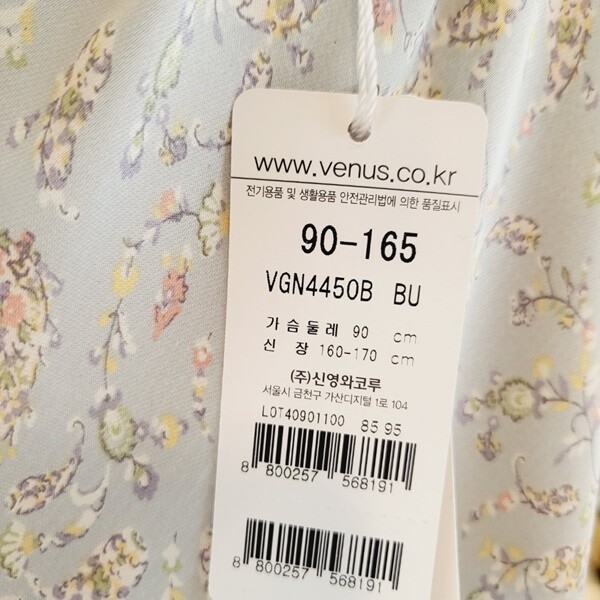 www.venus.co.kr
전기용품 및 생활용품 안전관리법에 의한 품질표시
90-165
VGN4450B BU
가슴둘레 90 cm
신 장 160-170 cm
(주)신영와코루
서울시 금천구 가산디지털 1로 104
LOT40901100 85 95
8 800257 568191
8 800257 568191